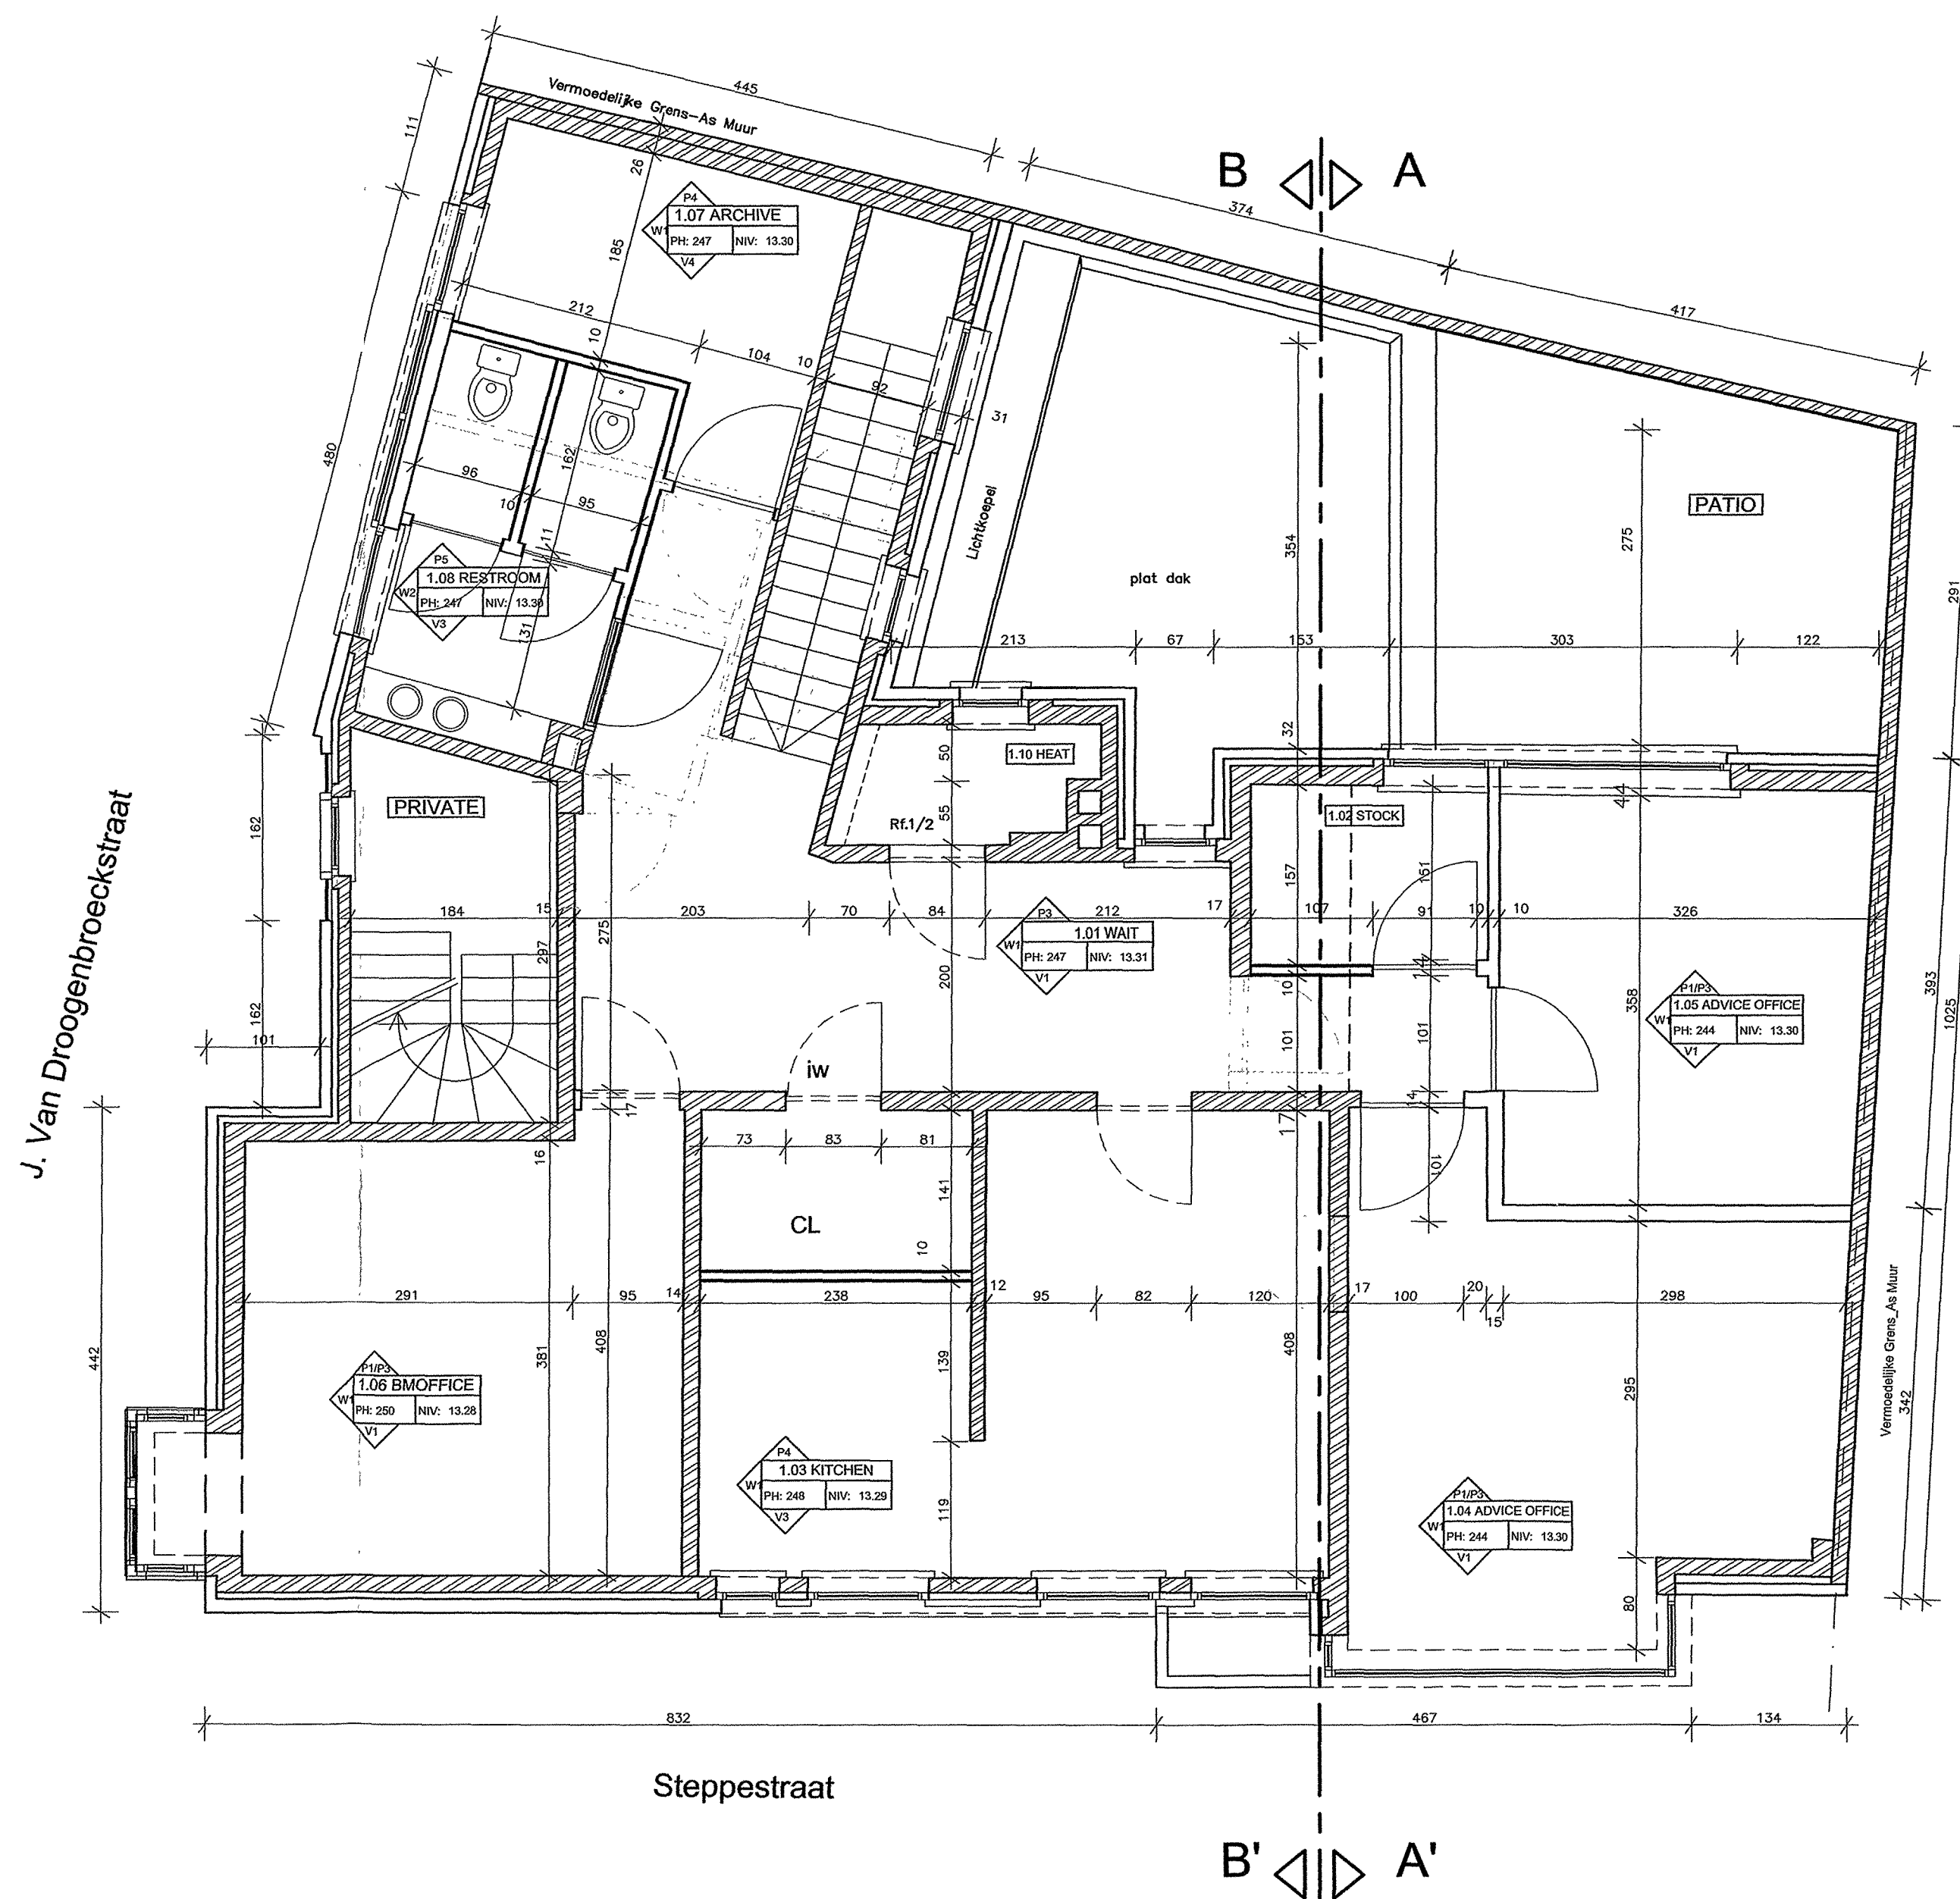 445
Vermoedelijke Grens-As Muur
111
26
B
A
374
P4
1.07 ARCHIVE
W1
PH: 247
NIV: 13.30
V4
185
212
10
104
10
92
31
417
480
96
10
95
162
11
Lichtkoepel
354
plat dak
PATIO
275
291
P5
1.08 RESTROOM
W2
PH: 247
NIV: 13.30
V3
131
213
67
153
303
122
32
50
1.10 HEAT
55
Rf.1/2
44
1.02 STOCK
PRIVATE
J. Van Droogenbroeckstraat
162
157
151
184
15
203
70
84
212
17
107
91
10
10
326
297
275
P3
1.01 WAIT
W1
PH: 247
NIV: 13.31
V1
200
14
10
358
P1/P3
1.05 ADVICE OFFICE
W1
PH: 244
NIV: 13.30
V1
393
1025
162
101
101
101
iw
17
14
17
73
83
81
16
141
101
CL
10
291
95
14
238
12
95
82
120
17
100
20
15
298
442
381
408
139
408
295
Vermoedelijke Grens_As Muur
342
P1/P3
1.06 BMOFFICE
W1
PH: 250
NIV: 13.28
V1
P4
1.03 KITCHEN
W1
PH: 248
NIV: 13.29
V3
119
P1/P3
1.04 ADVICE OFFICE
W1
PH: 244
NIV: 13.30
V1
80
832
467
134
Steppestraat
B'
A'